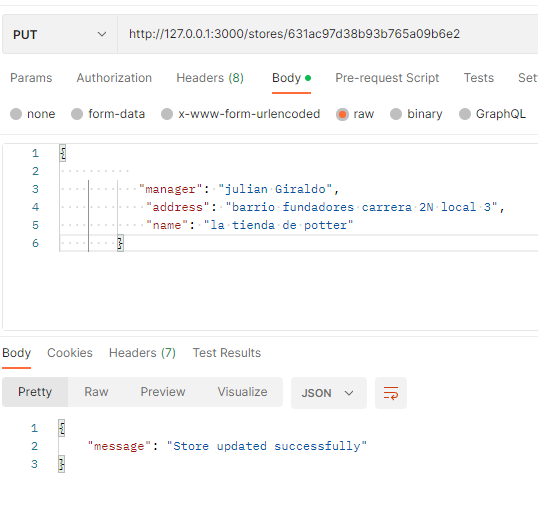 PUT http://127.0.0.1:3000/stores/631ac97d38b93b765a09b6e2
Params Authorization Headers (8) Body Pre-request Script Tests Set
none form-data x-www-form-urlencoded raw binary GraphQL
1 {
2
3 "manager": "julian Giraldo",
4 "address": "barrio fundadores carrera 2N local 3",
5 "name": "la tienda de potter"
6 }
Body Cookies Headers (7) Test Results
Pretty Raw Preview Visualize JSON
1 {
2 "message": "Store updated successfully"
3 }